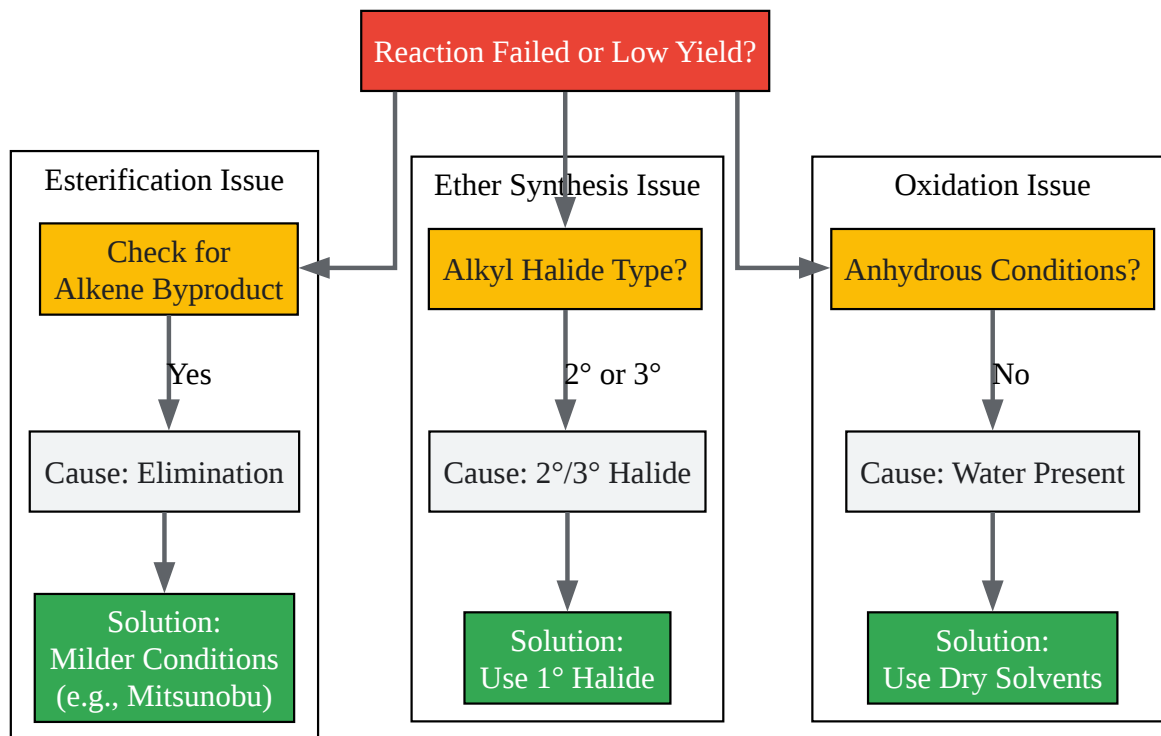 Reaction Failed or Low Yield?
Esterification Issue
Check for
Alkene Byproduct
Yes
Cause: Elimination
Solution:
Milder Conditions
(e.g., Mitsunobu)
Ether Synthesis Issue
Alkyl Halide Type?
2° or 3°
Cause: 2°/3° Halide
Solution:
Use 1° Halide
Oxidation Issue
Anhydrous Conditions?
No
Cause: Water Present
Solution:
Use Dry Solvents